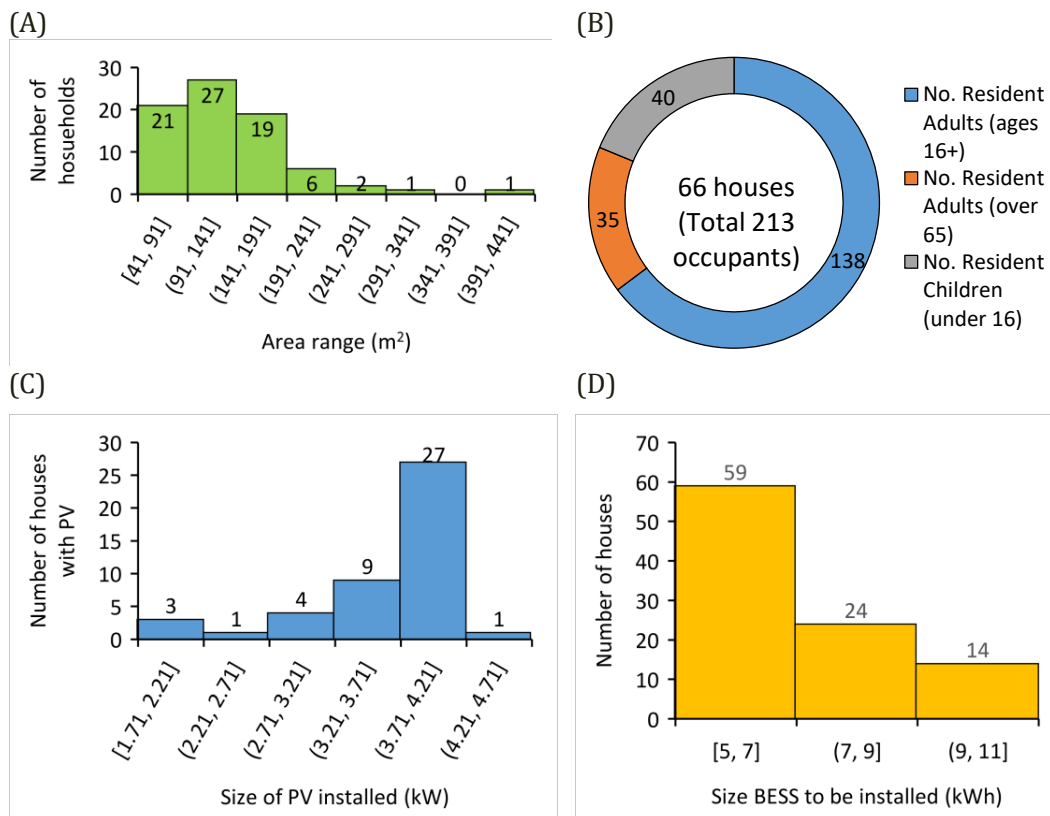 (A)
Number of
hosueholds
30
20
10
0
21
27
19
6
2
1
0
1
[41, 91]
(91, 141]
(141, 191]
(191, 241]
(241, 291]
(291, 341]
(341, 391]
(391, 441]
Area range (m²)
(B)
40
35
138
66 houses
(Total 213
occupants)
No. Resident
Adults (ages
16+)
No. Resident
Adults (over
65)
No. Resident
Children
(under 16)
(C)
Number of houses
with PV
30
25
20
15
10
5
0
3
1
4
9
27
1
[1.71, 2.21]
(2.21, 2.71]
(2.71, 3.21]
(3.21, 3.71]
(3.71, 4.21]
(4.21, 4.71]
Size of PV installed (kW)
(D)
Number of houses
70
60
50
40
30
20
10
0
59
24
14
[5, 7]
(7, 9]
(9, 11]
Size BESS to be installed (kWh)